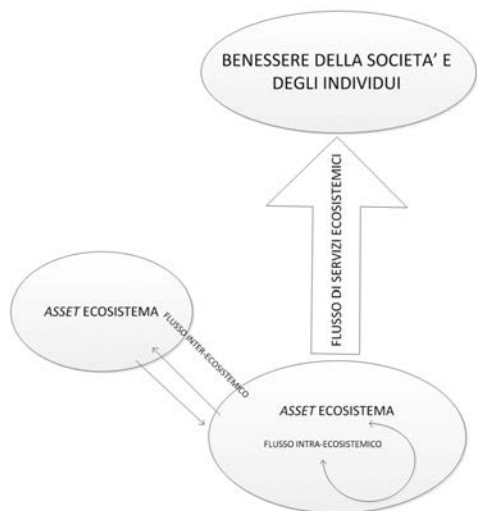 BENESSERE DELLA SOCIETA' E
DEGLI INDIVIDUI
FLUSSO DI SERVIZI ECOSISTEMICI
ASSET ECOSISTEMA
FLUSSO INTER-ECOSISTEMICO
ASSET ECOSISTEMA
FLUSSO INTRA-ECOSISTEMICO